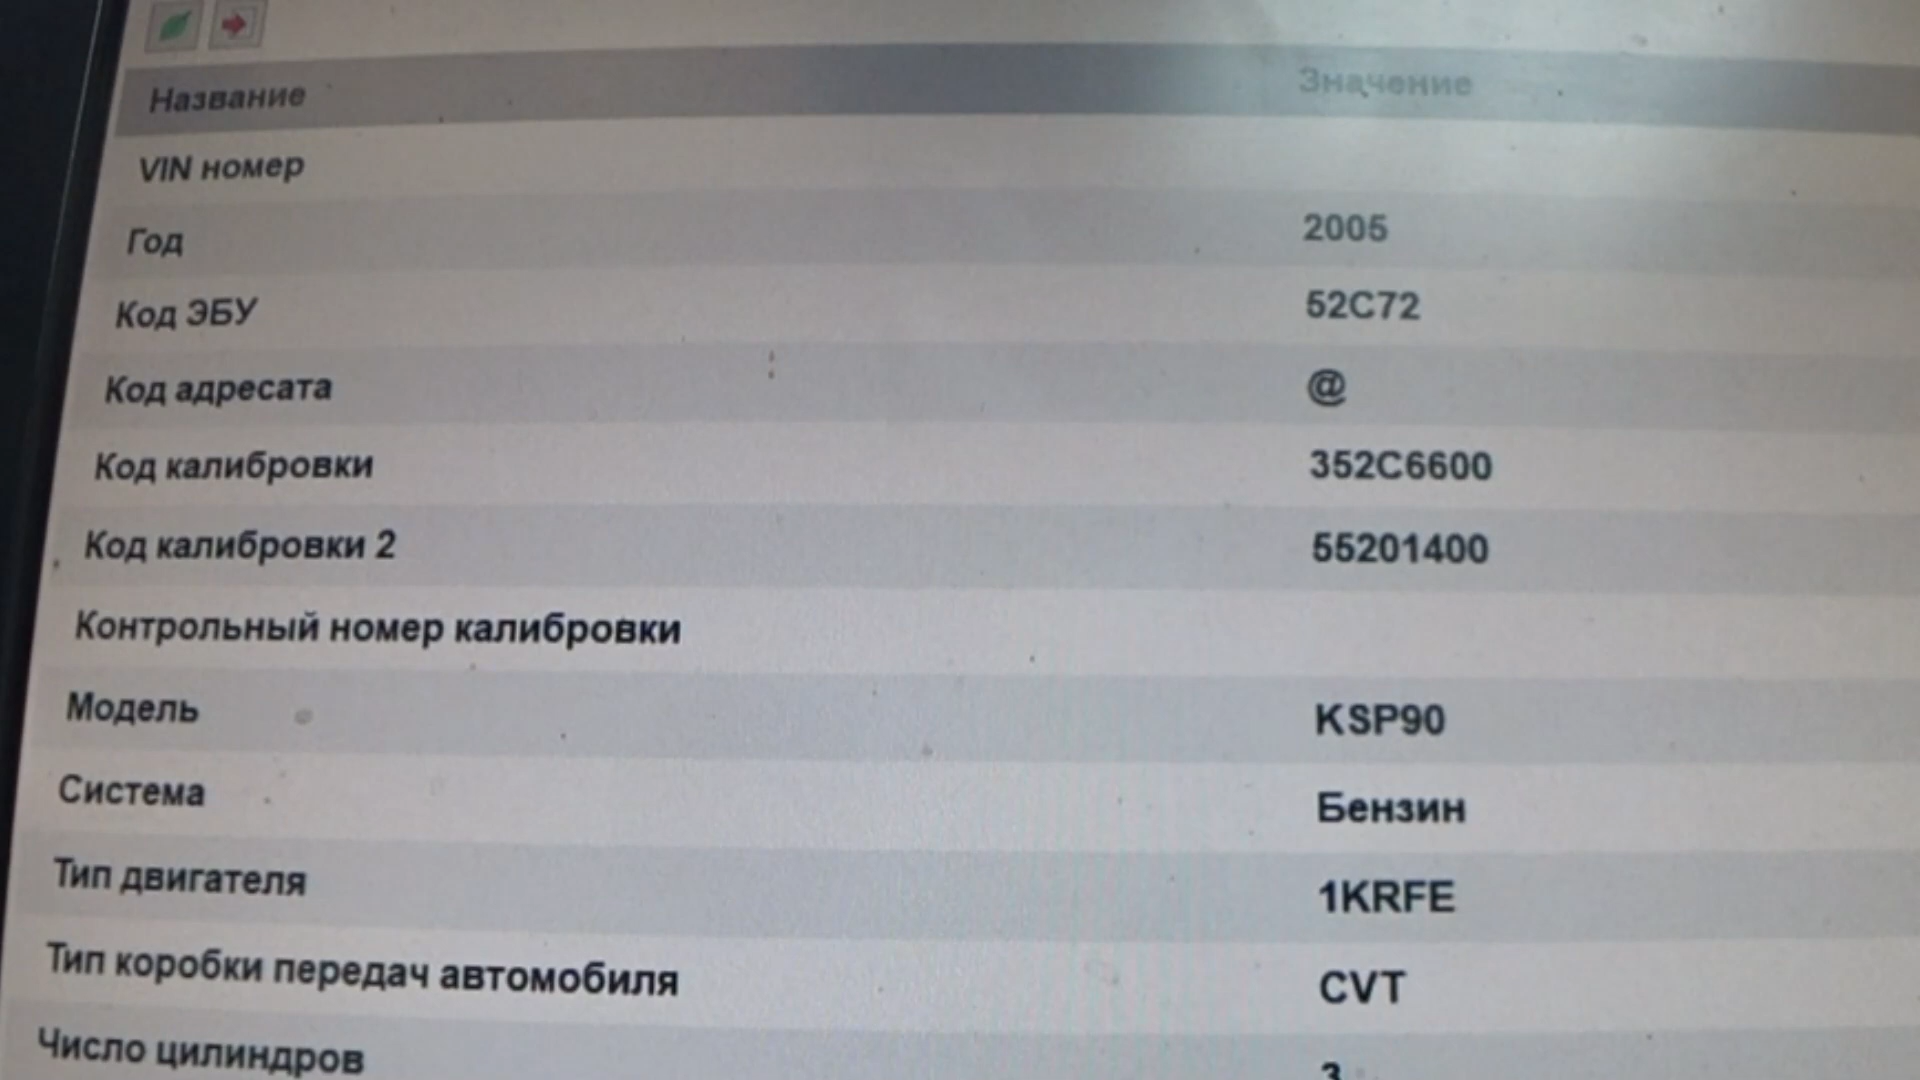 Название Значение
VIN номер
Год 2005
Код ЭБУ 52C72
Код адресата @
Код калибровки 352C6600
Код калибровки 2 55201400
Контрольный номер калибровки
Модель KSP90
Система Бензин
Тип двигателя 1KRFE
Тип коробки передач автомобиля CVT
Число цилиндров 3